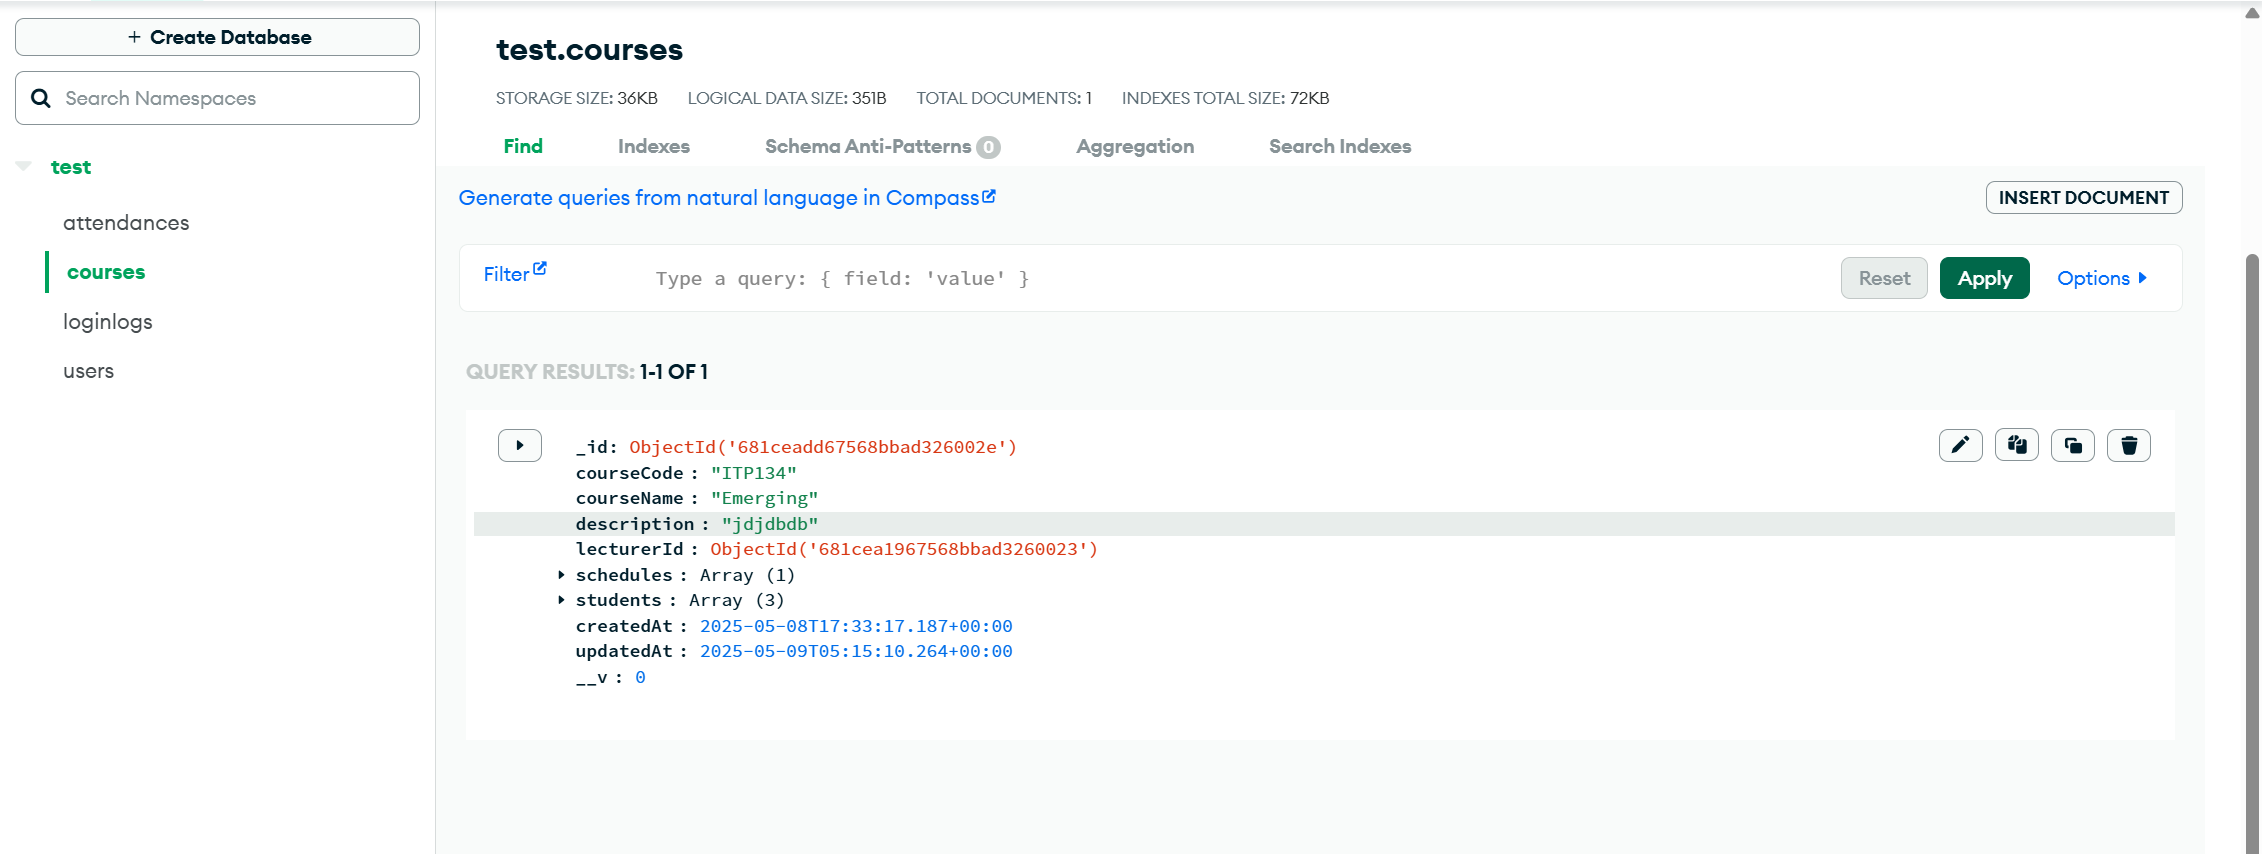 + Create Database
Search Namespaces
test
attendances
courses
loginlogs
users
test.courses
STORAGE SIZE: 36KB LOGICAL DATA SIZE: 351B TOTAL DOCUMENTS: 1 INDEXES TOTAL SIZE: 72KB
Find Indexes Schema Anti-Patterns 0 Aggregation Search Indexes
Generate queries from natural language in Compass
INSERT DOCUMENT
Filter Type a query: { field: 'value' } Reset Apply Options
QUERY RESULTS: 1-1 OF 1
_id: ObjectId('681ceadd67568bbad326002e')
courseCode : "ITP134"
courseName : "Emerging"
description : "jdjdbdb"
lecturerId : ObjectId('681cea1967568bbad3260023')
schedules : Array (1)
students : Array (3)
createdAt : 2025-05-08T17:33:17.187+00:00
updatedAt : 2025-05-09T05:15:10.264+00:00
__v : 0